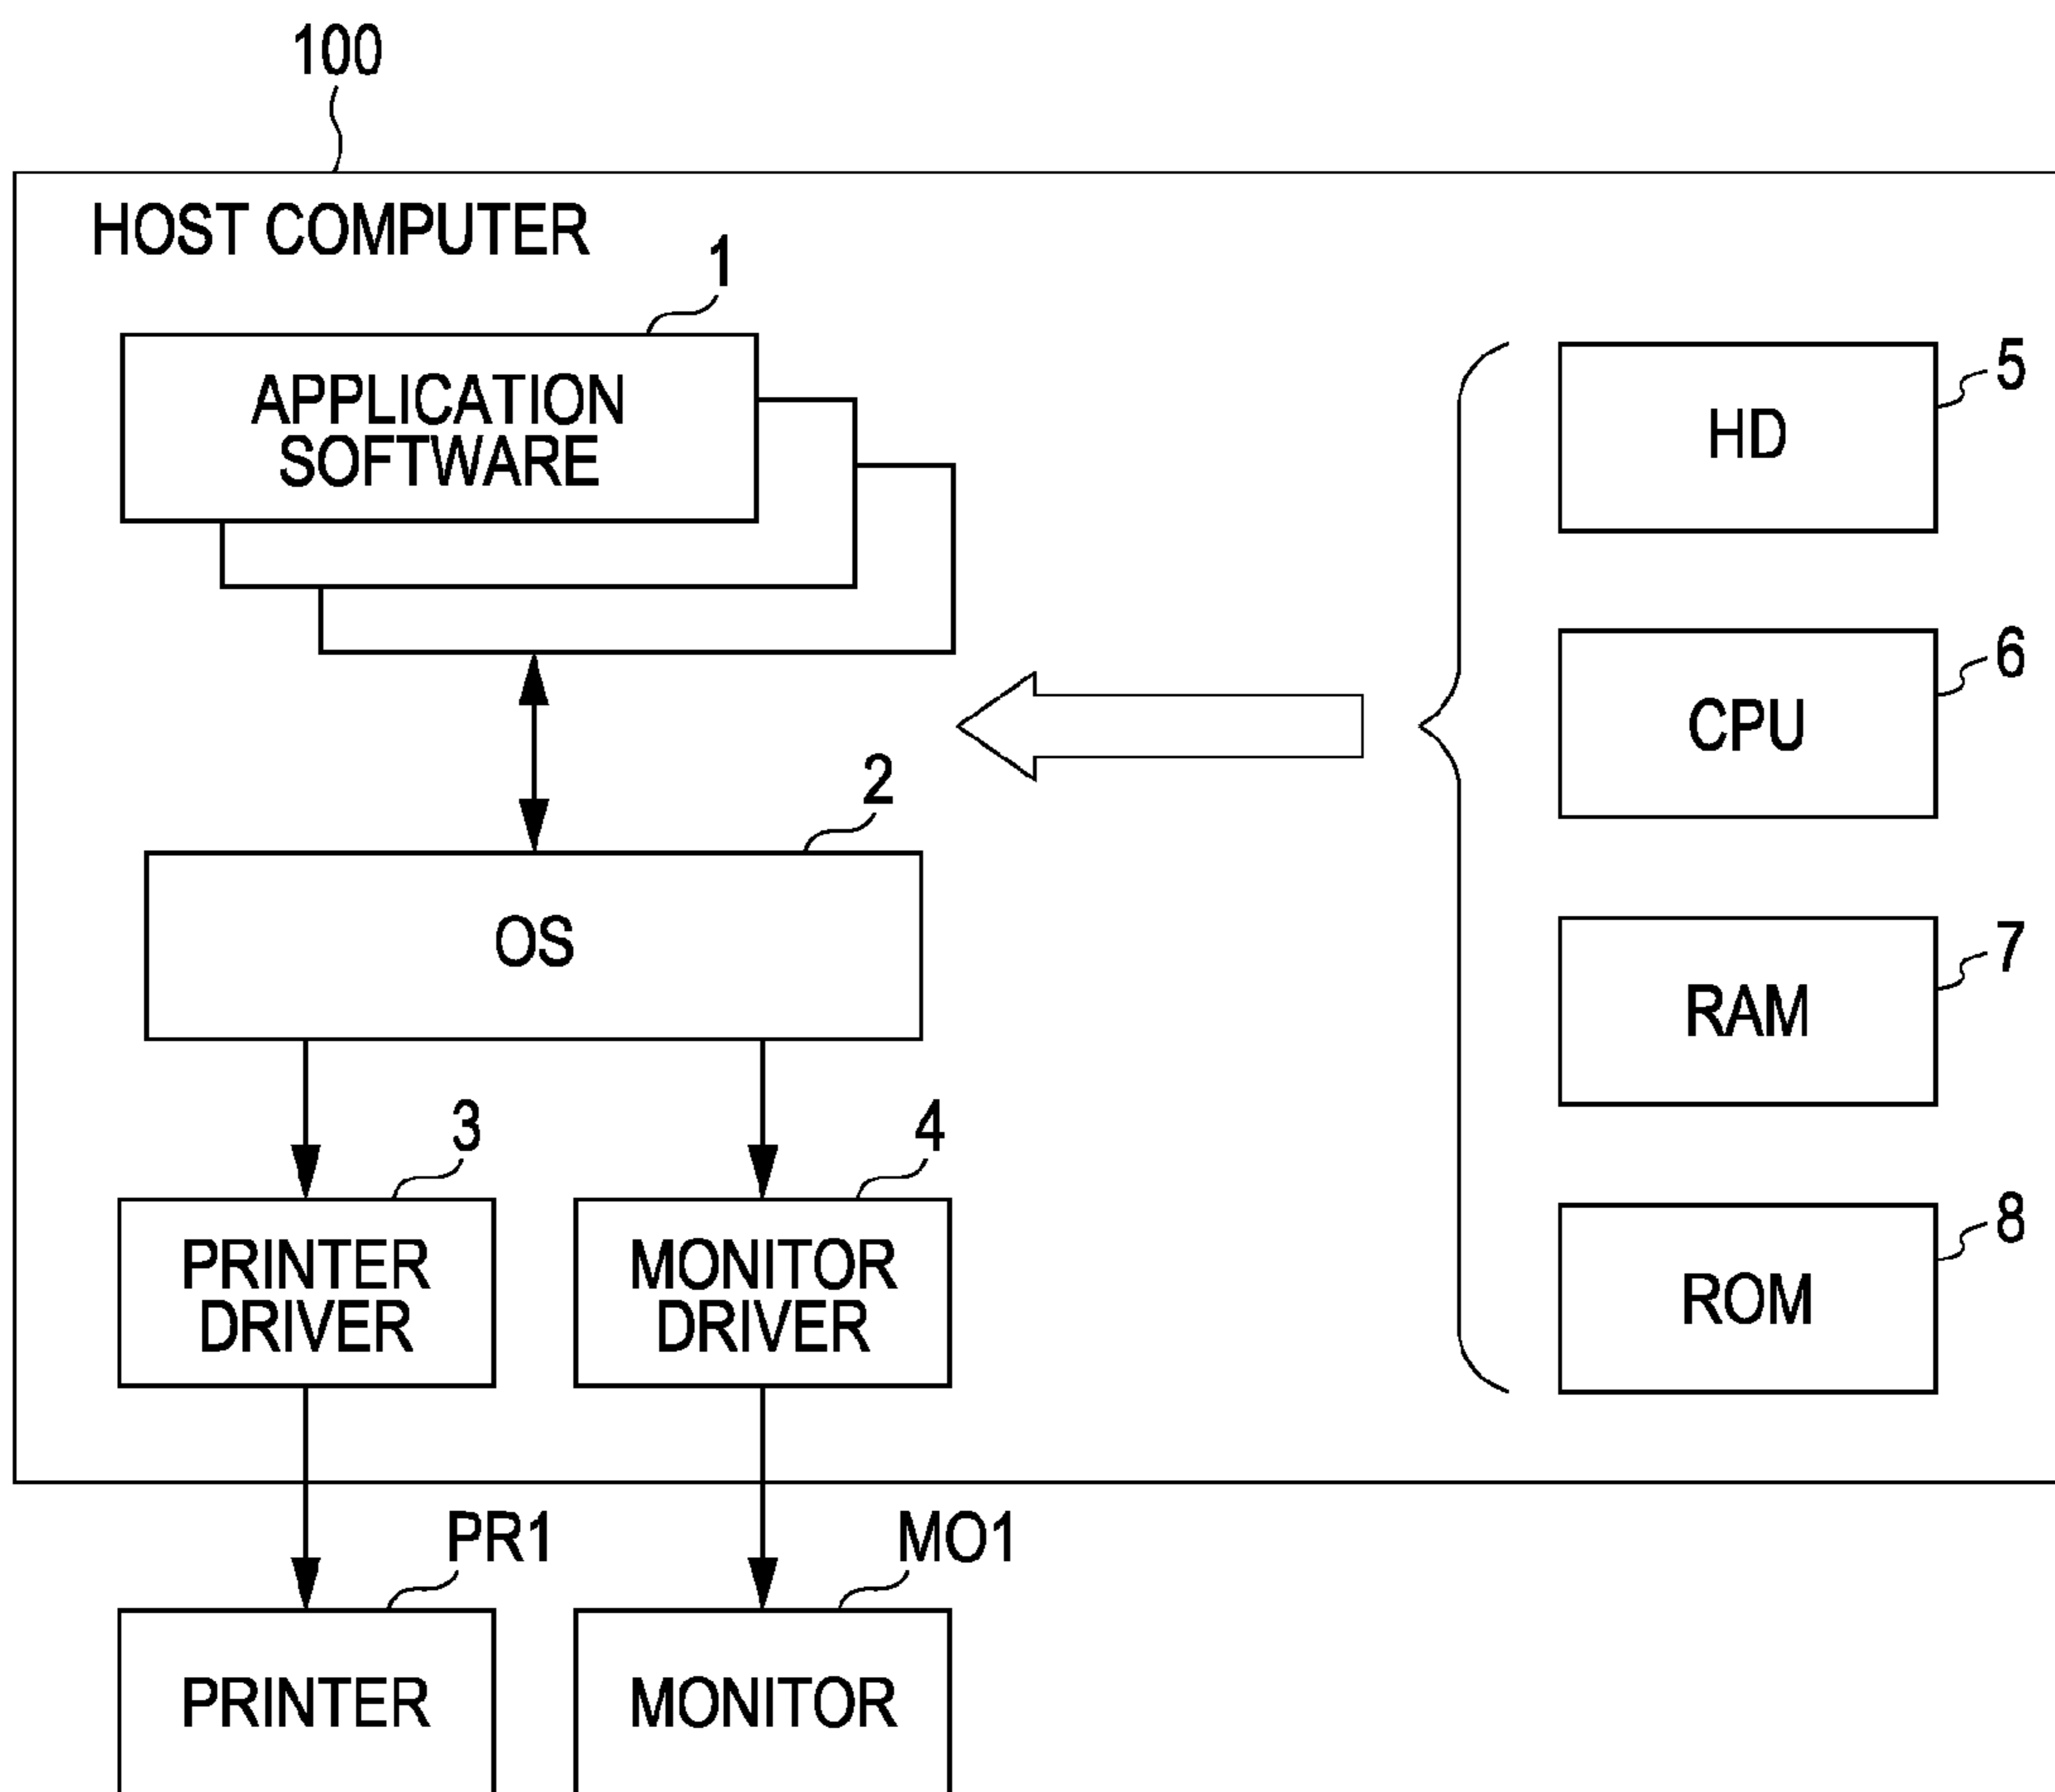 100
HOST COMPUTER
1
APPLICATION
SOFTWARE
5
HD
6
CPU
2
OS
7
RAM
3
4
PRINTER
DRIVER
MONITOR
DRIVER
8
ROM
PR1
MO1
PRINTER
MONITOR